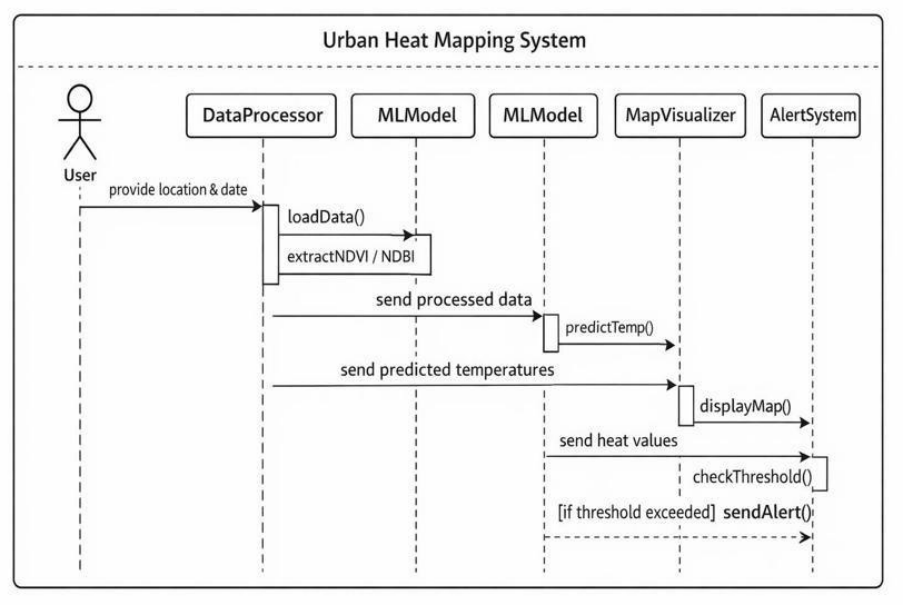 Urban Heat Mapping System
DataProcessor
MLModel
MLModel
MapVisualizer
AlertSystem
User
provide location & date
loadData()
extractNDVI / NDBI
send processed data
predictTemp()
send predicted temperatures
displayMap()
send heat values
checkThreshold()
[if threshold exceeded] sendAlert()